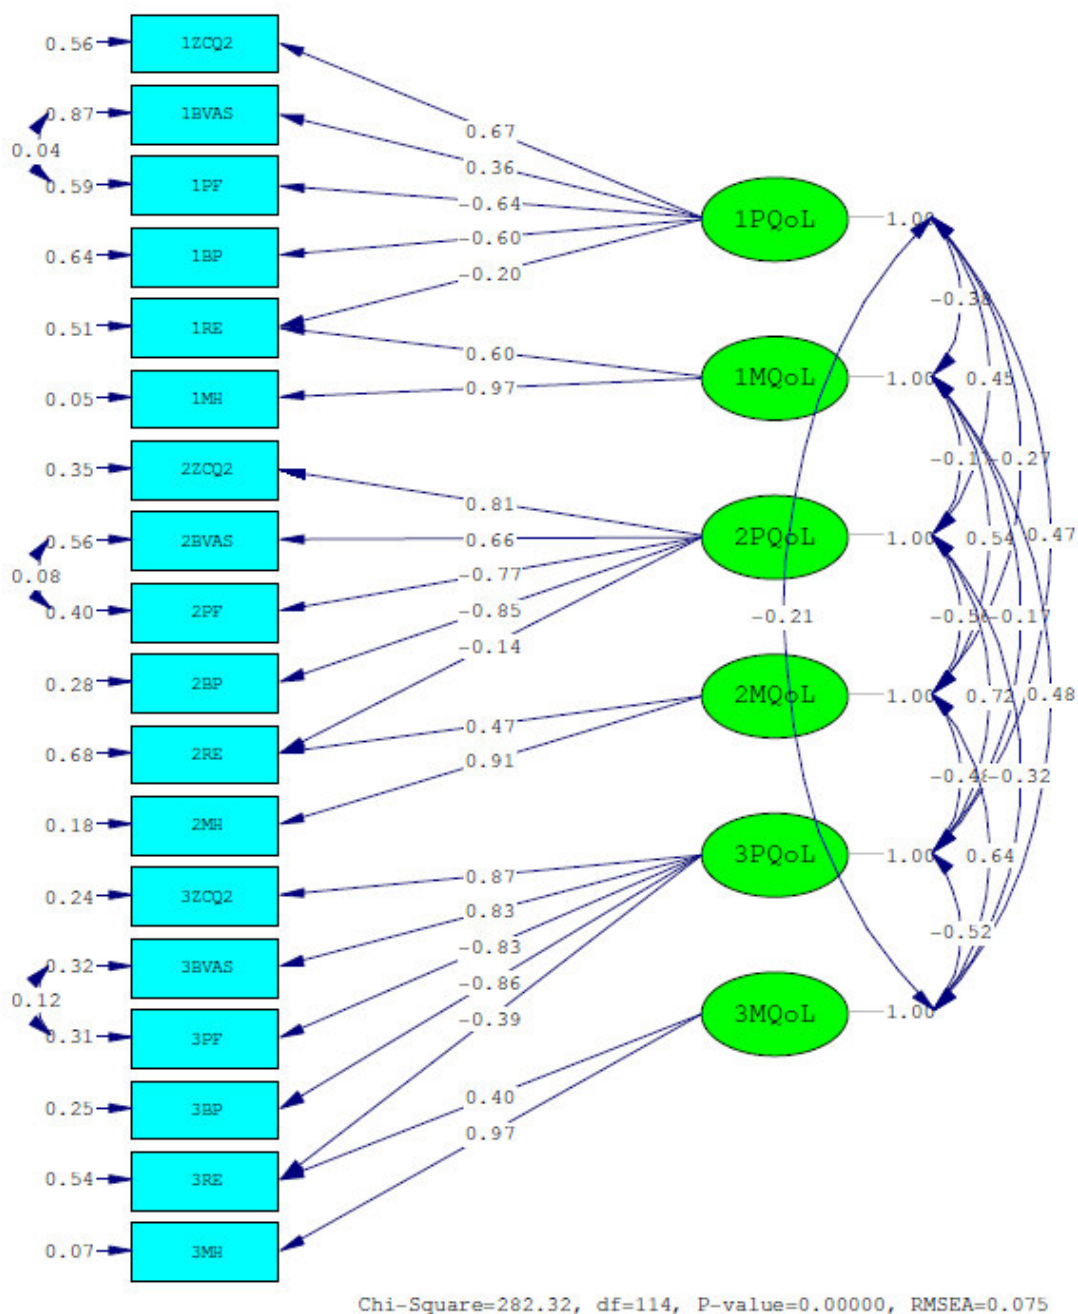 0.56 1ZCQ2
0.67
0.87 1BVAS
0.04
0.36
0.59 1PF
-0.64
1PQoL 1.00
0.64 1BP
-0.60
-0.20
-0.38
0.51 1RE
0.60
1MQoL 1.00 0.45
0.05 1MH
0.97
0.35 2ZCQ2
-0.27
0.81
0.56 2BVAS
0.66
2PQoL 1.00 0.54 0.47
0.08
-0.77
0.40 2PF
-0.85
-0.21 -0.17
-0.14
0.28 2BP
2MQoL 1.00 0.72 0.48
0.47
0.68 2RE
0.91
-0.32
0.18 2MH
3PQoL 1.00 0.64
0.87
0.24 3ZCQ2
0.83
-0.83
-0.52
0.32 3BVAS
0.12
-0.86
-0.39
3MQoL 1.00
0.31 3PF
0.40
0.25 3BP
0.97
0.54 3RE
0.07 3MH
Chi-Square=282.32, df=114, P-value=0.00000, RMSEA=0.075